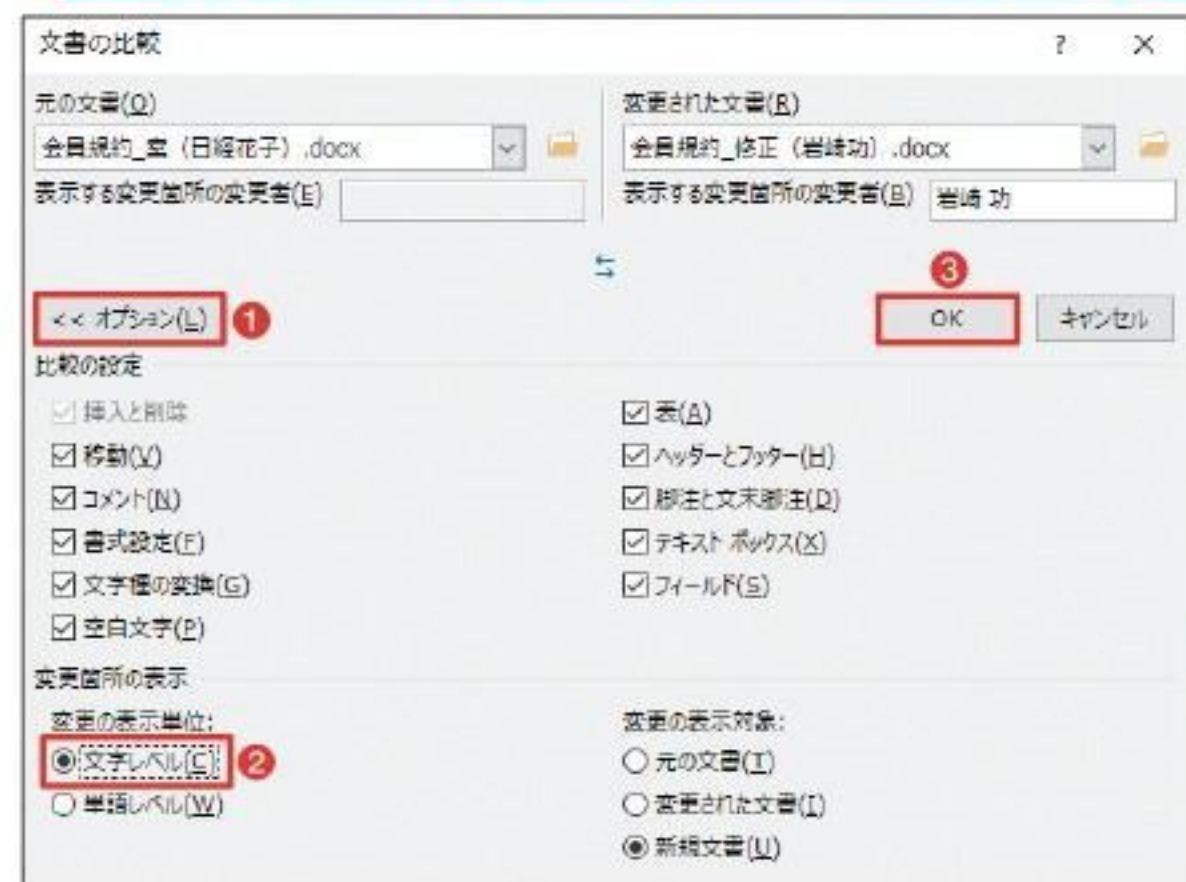 文書の比較
元の文書(O)
会員規約_案（日経花子）.docx
表示する変更箇所の変更者(E)
変更された文書(R)
会員規約_修正（岩崎功）.docx
表示する変更箇所の変更者(B)
岩崎 功
<< オプション(L)
1
3
OK
キャンセル
比較の設定
挿入と削除
移動(V)
コメント(N)
書式設定(F)
文字種の変換(G)
空白文字(P)
表(A)
ヘッダーとフッター(H)
脚注と文末脚注(D)
テキスト ボックス(X)
フィールド(S)
変更箇所の表示
変更の表示単位:
文字レベル(C)
2
単語レベル(W)
変更の表示対象:
元の文書(T)
変更された文書(I)
新規文書(U)